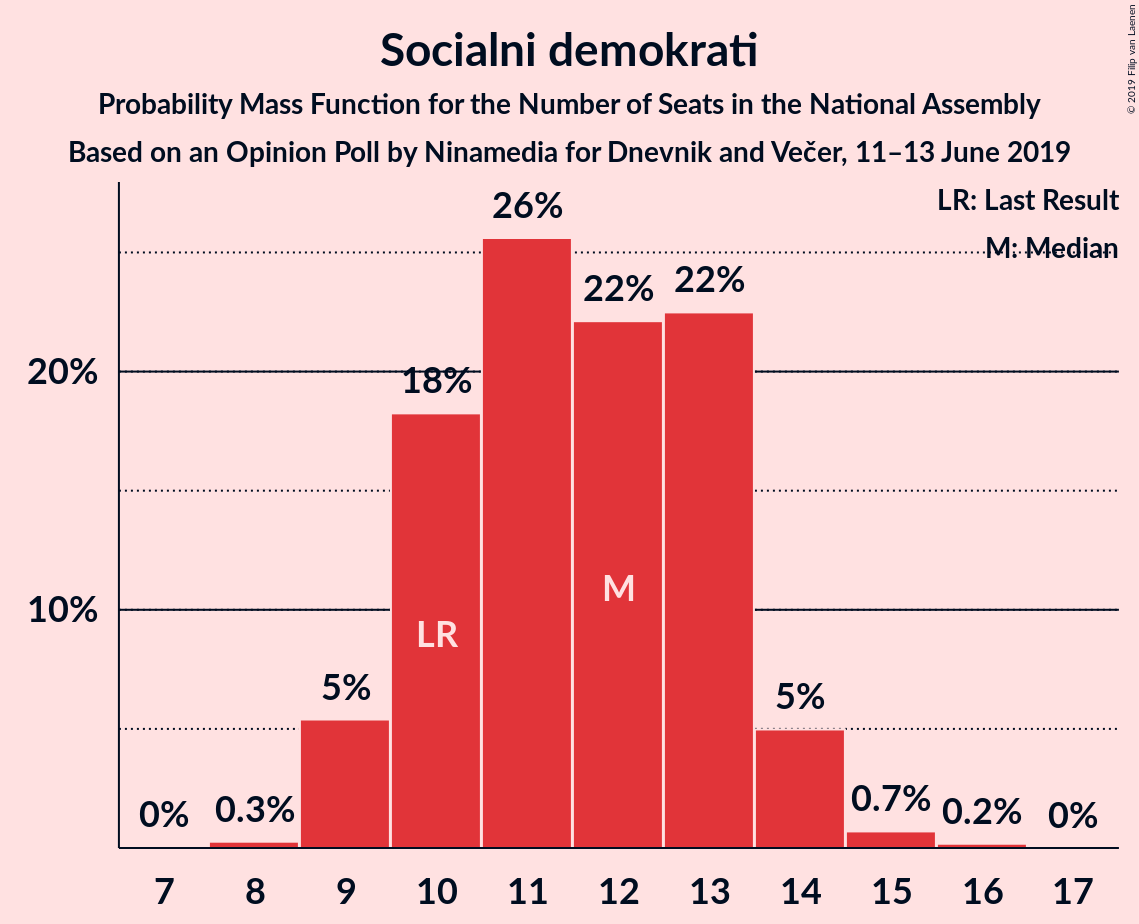 © 2019 Filip van Laenen
Socialni demokrati
Probability Mass Function for the Number of Seats in the National Assembly
Based on an Opinion Poll by Ninamedia for Dnevnik and Večer, 11–13 June 2019
LR: Last Result
M: Median
26%
22%
22%
20%
18%
10%
M
LR
5%
5%
0%
0.3%
0.7%
0.2%
0%
7 8 9 10 11 12 13 14 15 16 17